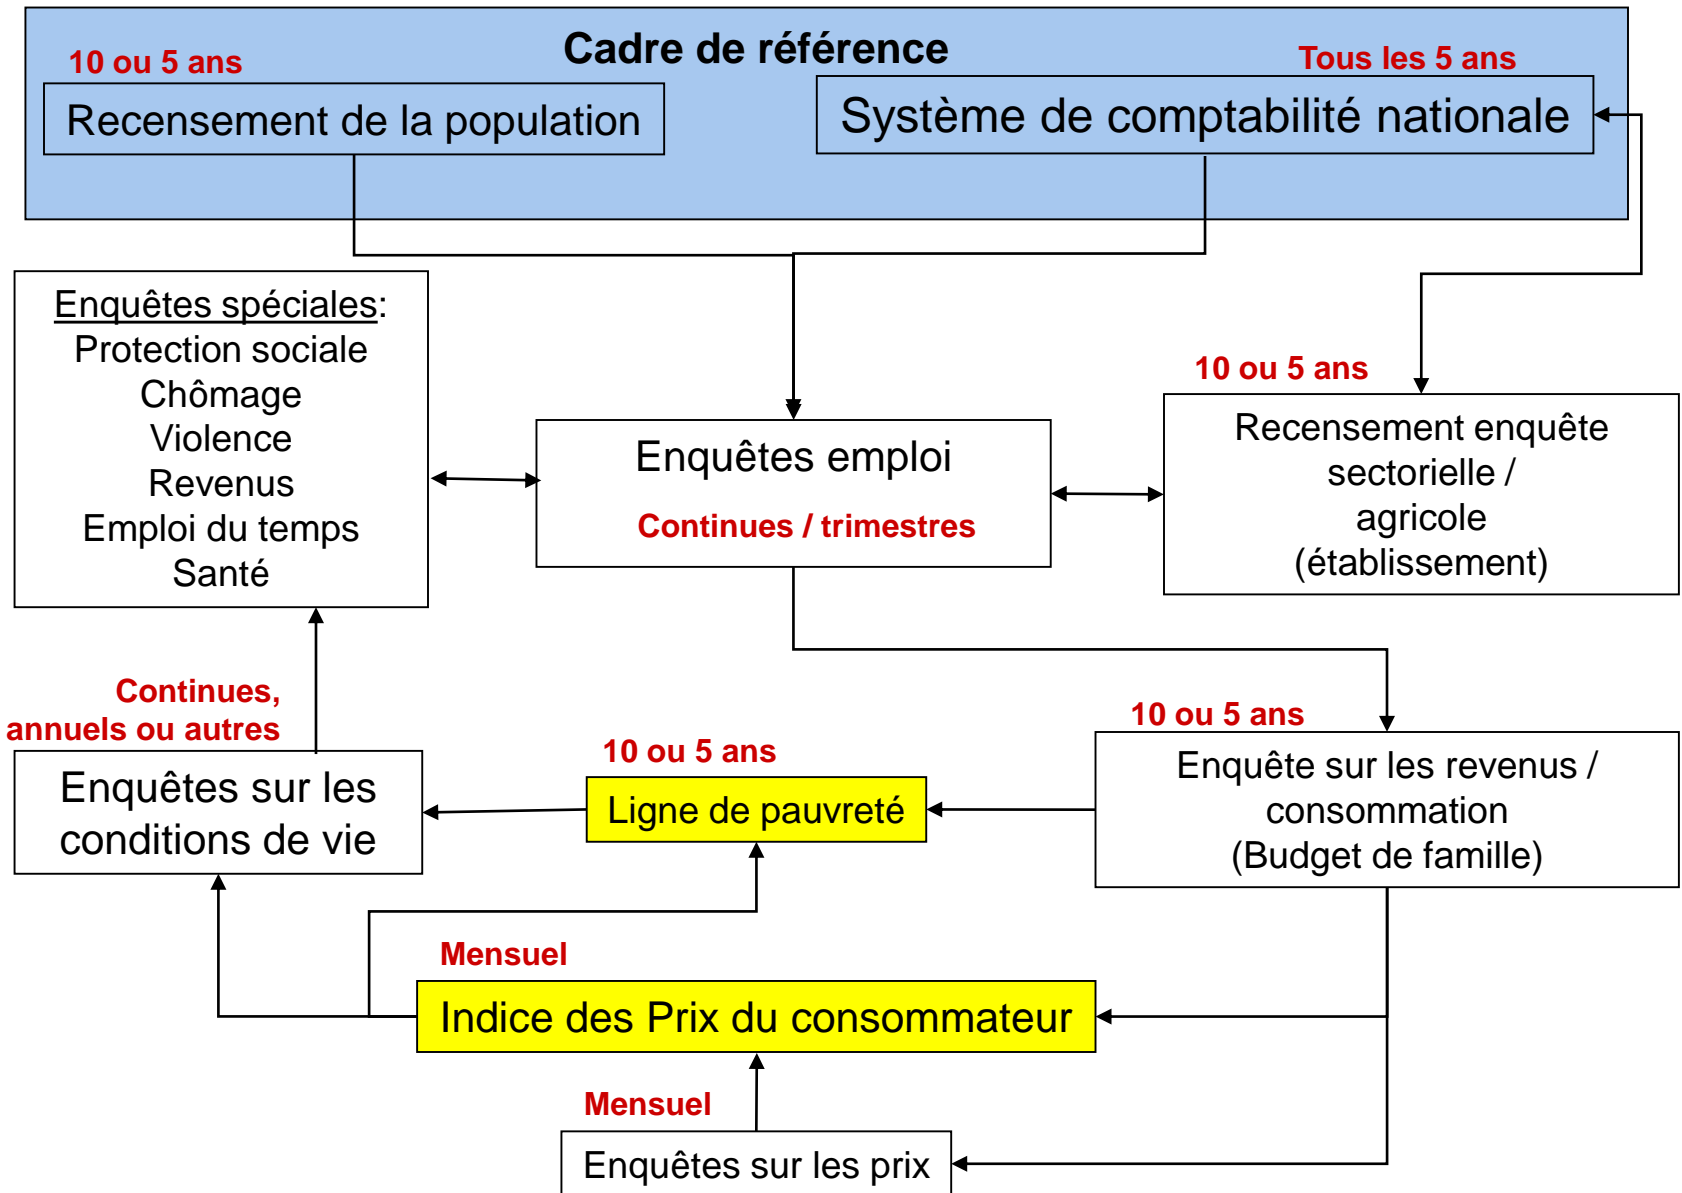 Cadre de référence
10 ou 5 ans
Tous les 5 ans
Recensement de la population
Système de comptabilité nationale
Enquêtes spéciales:
Protection sociale
Chômage
Violence
Revenus
Emploi du temps
Santé
Enquêtes emploi
Continues / trimestres
10 ou 5 ans
Recensement enquête
sectorielle /
agricole
(établissement)
Continues,
annuels ou autres
Enquêtes sur les
conditions de vie
10 ou 5 ans
Ligne de pauvreté
10 ou 5 ans
Enquête sur les revenus /
consommation
(Budget de famille)
Mensuel
Indice des Prix du consommateur
Mensuel
Enquêtes sur les prix